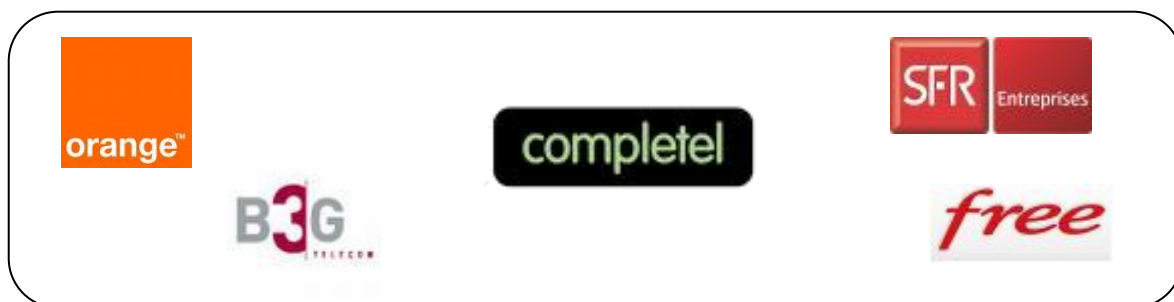 orange™
B3G
TELECOM
completel
SFR
Entreprises
free